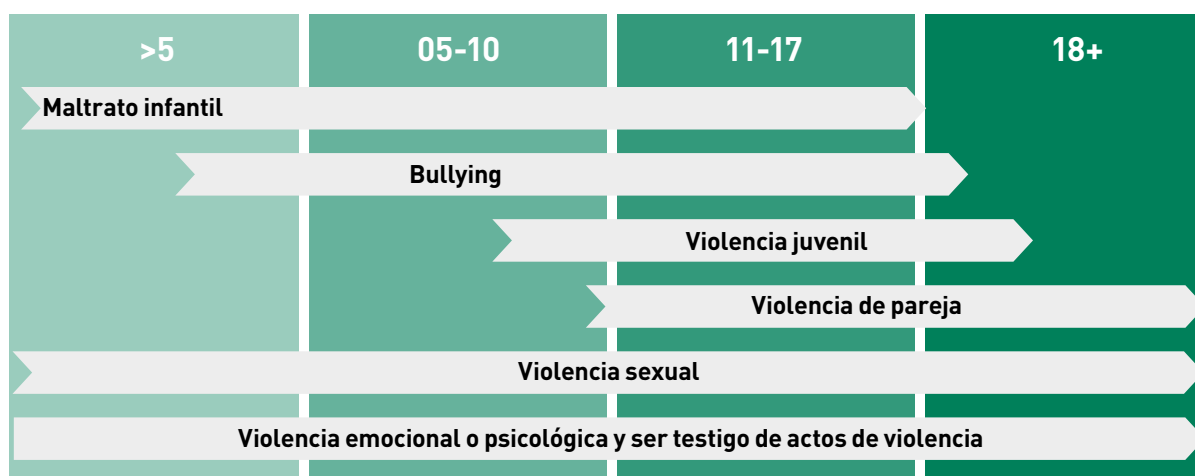 >5
05-10
11-17
18+
Maltrato infantil
Bullying
Violencia juvenil
Violencia de pareja
Violencia sexual
Violencia emocional o psicológica y ser testigo de actos de violencia